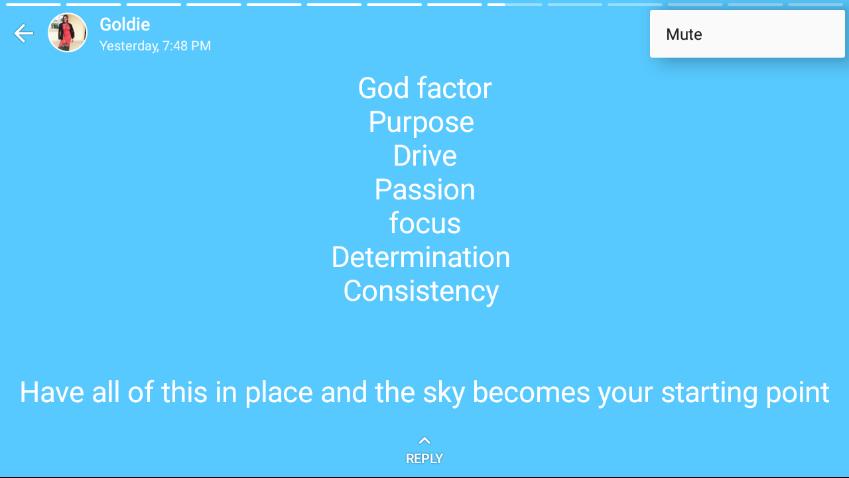 Goldie
Yesterday, 7:48 PM
Mute
God factor
Purpose
Drive
Passion
focus
Determination
Consistency
Have all of this in place and the sky becomes your starting point
REPLY